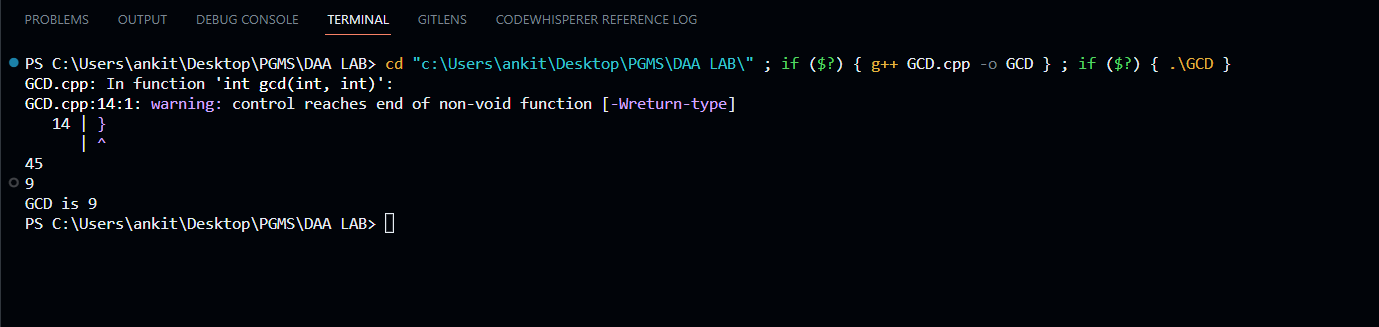 PROBLEMS OUTPUT DEBUG CONSOLE TERMINAL GITLENS CODEWHISPERER REFERENCE LOG
PS C:\Users\ankit\Desktop\PGMS\DAA LAB> cd "c:\Users\ankit\Desktop\PGMS\DAA LAB\" ; if ($?) { g++ GCD.cpp -o GCD } ; if ($?) { .\GCD }
GCD.cpp: In function 'int gcd(int, int)':
GCD.cpp:14:1: warning: control reaches end of non-void function [-Wreturn-type]
   14 | }
      | ^
45
9
GCD is 9
PS C:\Users\ankit\Desktop\PGMS\DAA LAB>